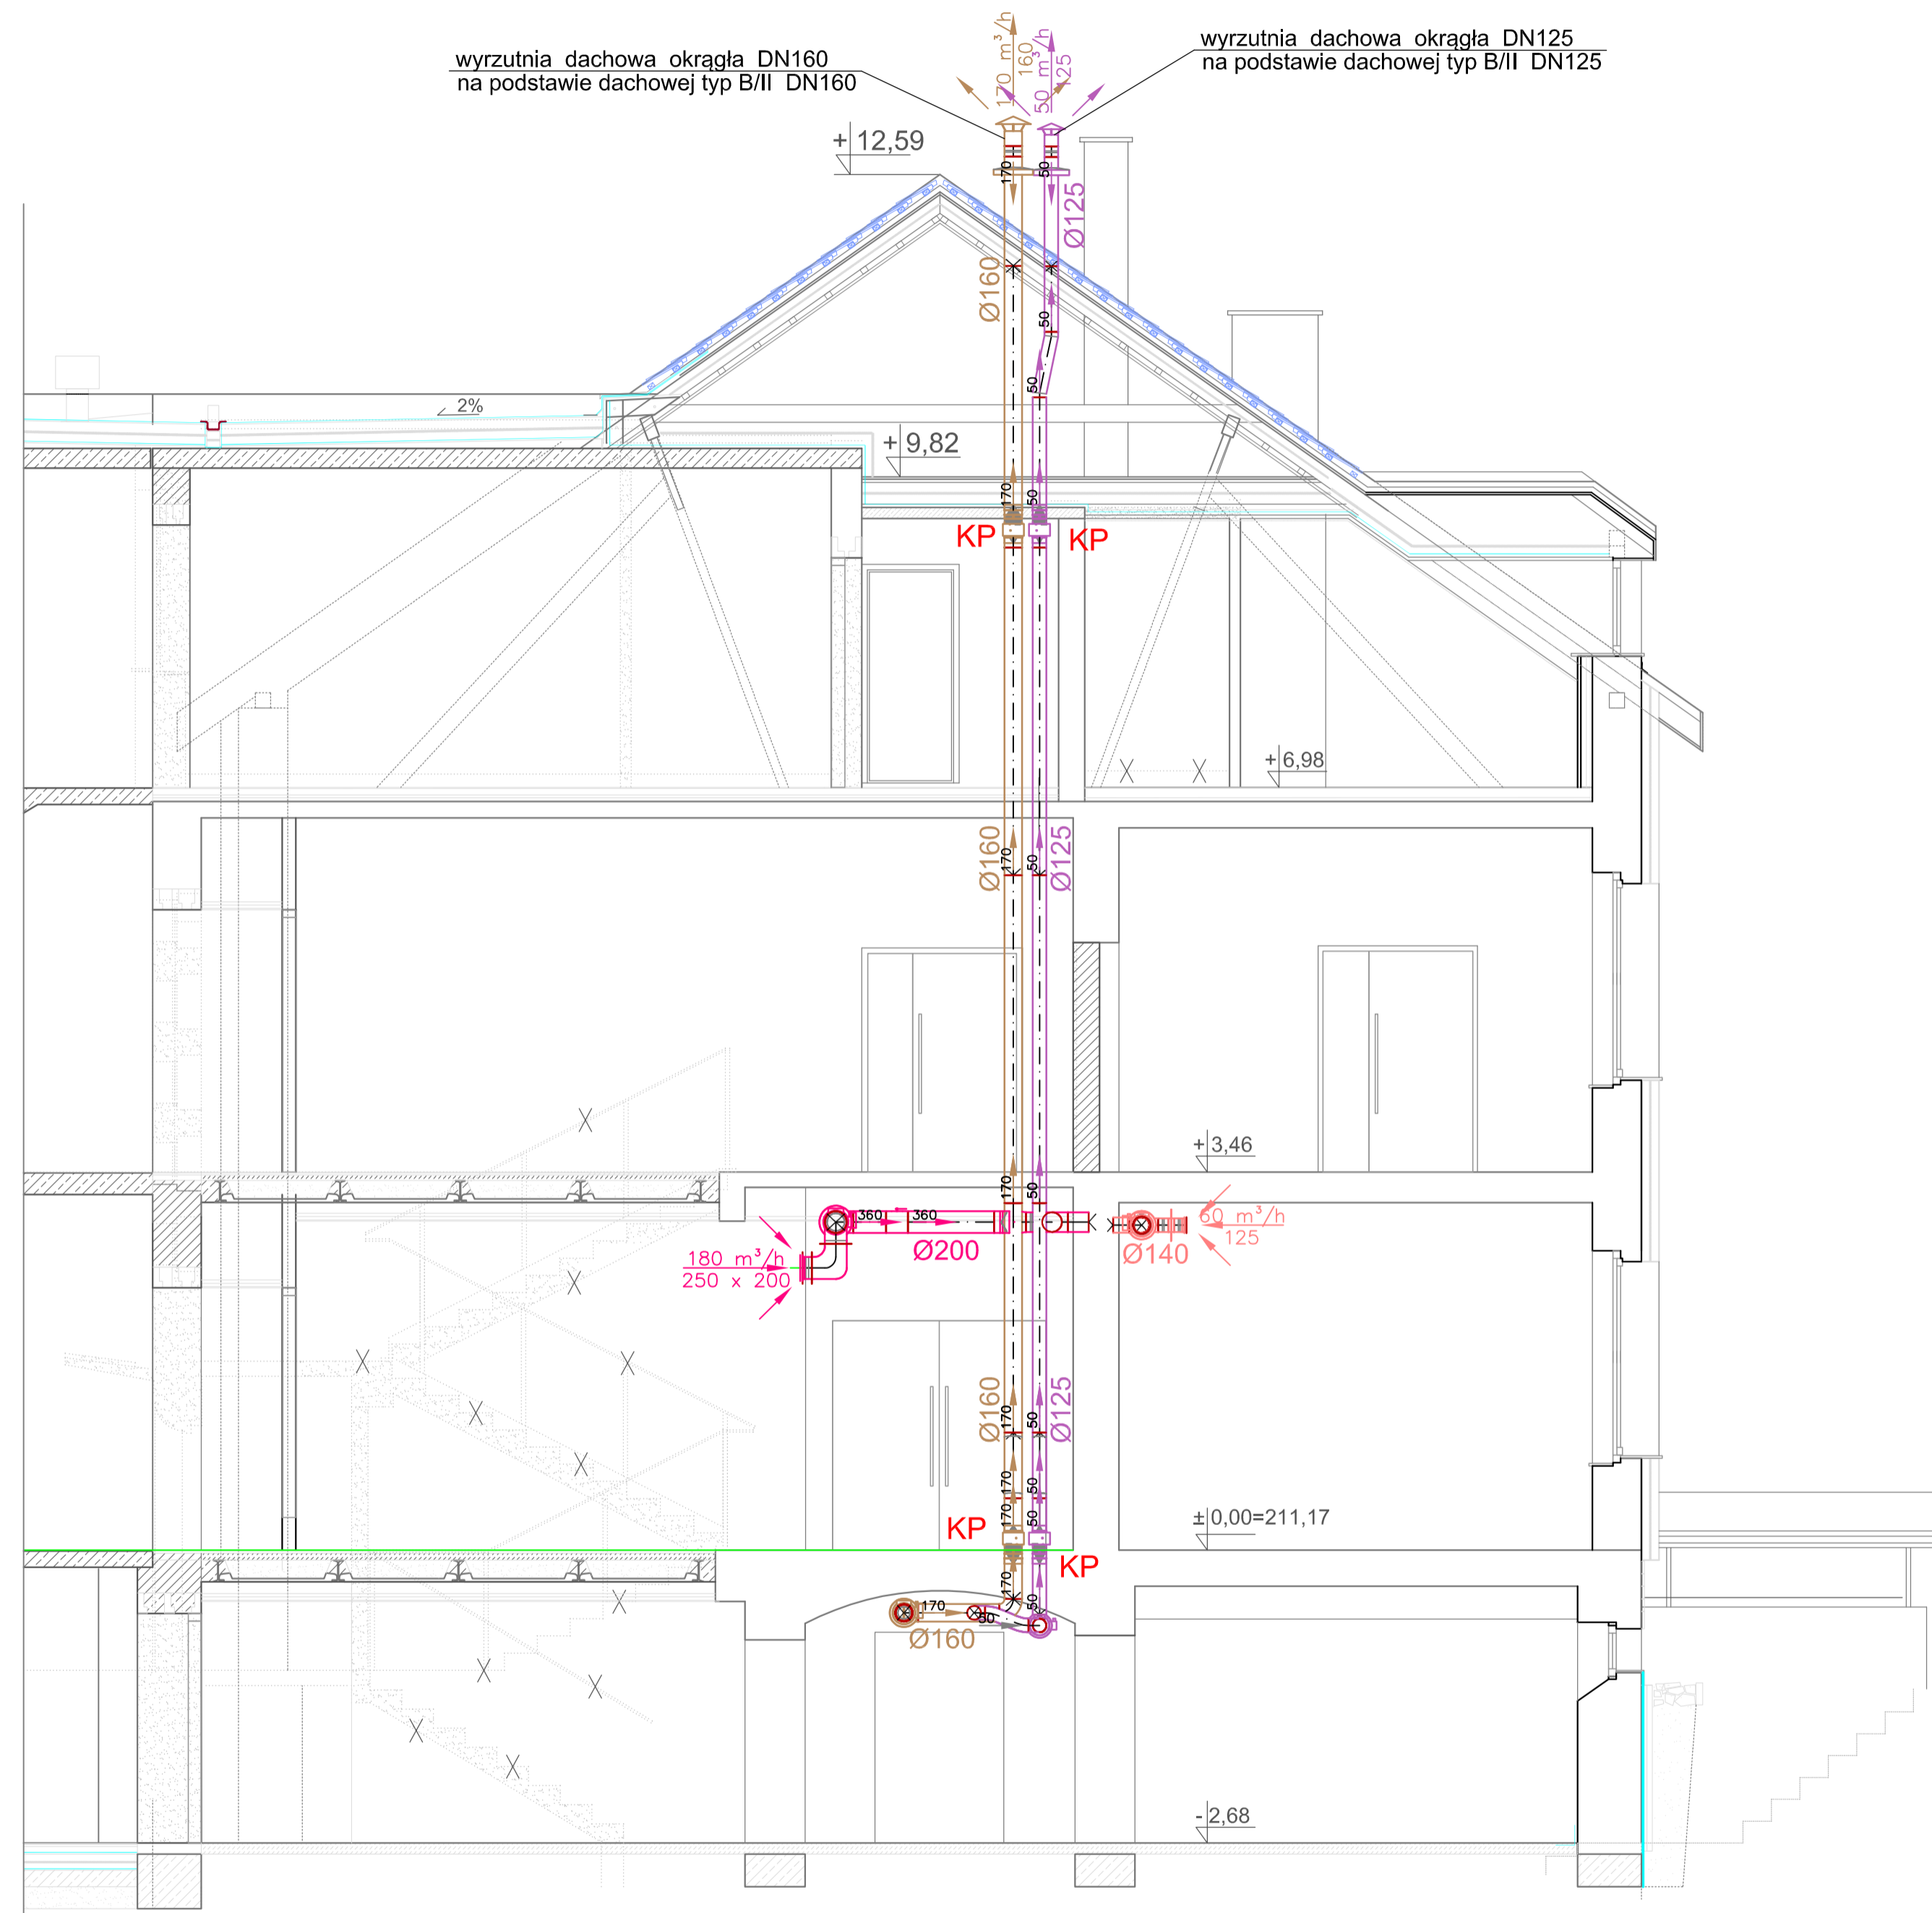 wyrzutnia dachowa okrągła DN160
na podstawie dachowej typ B/II DN160
170 m³/h
160
50 m³/h
125
wyrzutnia dachowa okrągła DN125
na podstawie dachowej typ B/II DN125
+ 12,59
170
50
Ø125
Ø160
50
2%
50
+ 9,82
170
50
KP
KP
+ 6,98
Ø160
170
50
Ø125
+ 3,46
170
50
360
360
Ø200
180 m³/h
250 x 200
60 m³/h
125
Ø140
Ø160
170
50
Ø125
170
50
170
50
KP
± 0,00=211,17
KP
170
50
170
50
Ø160
- 2,68